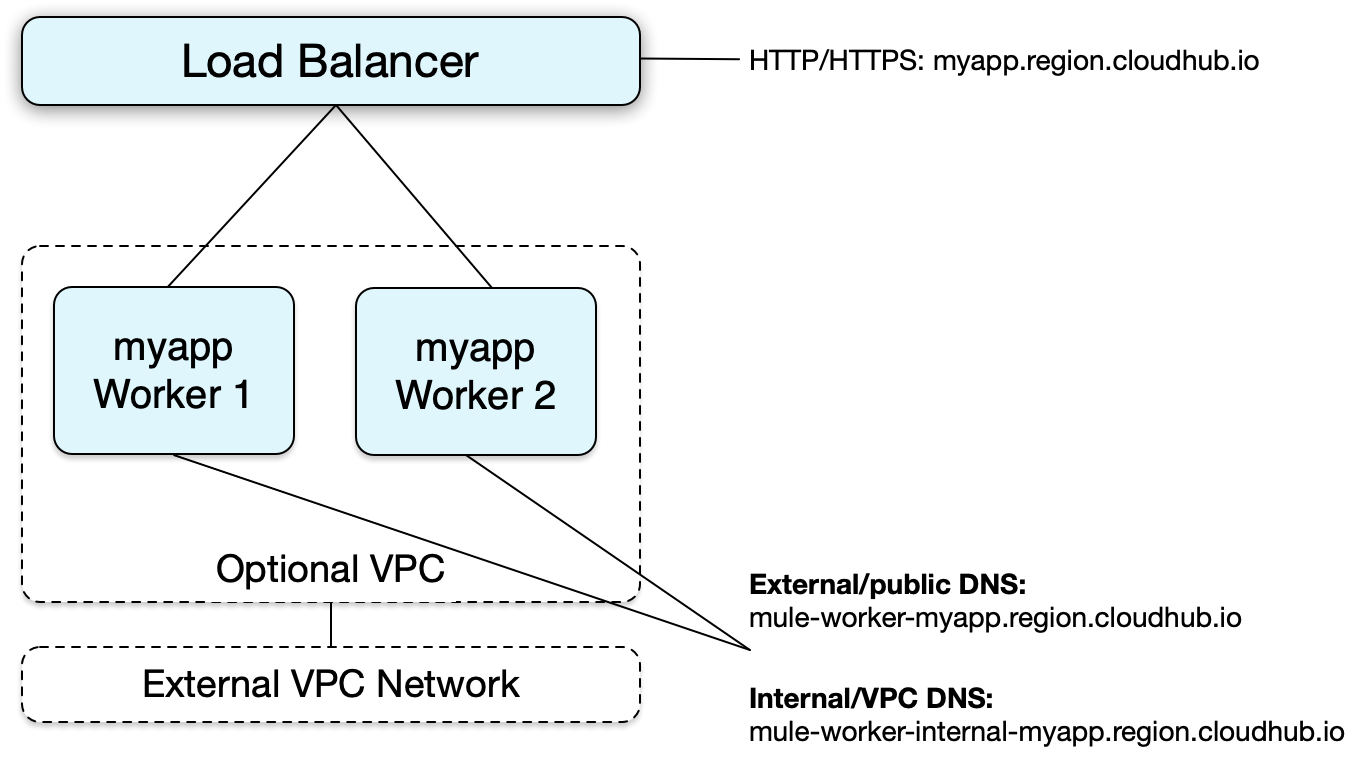 Load Balancer
HTTP/HTTPS: myapp.region.cloudhub.io
myapp
Worker 1
myapp
Worker 2
Optional VPC
External VPC Network
External/public DNS:
mule-worker-myapp.region.cloudhub.io
Internal/VPC DNS:
mule-worker-internal-myapp.region.cloudhub.io